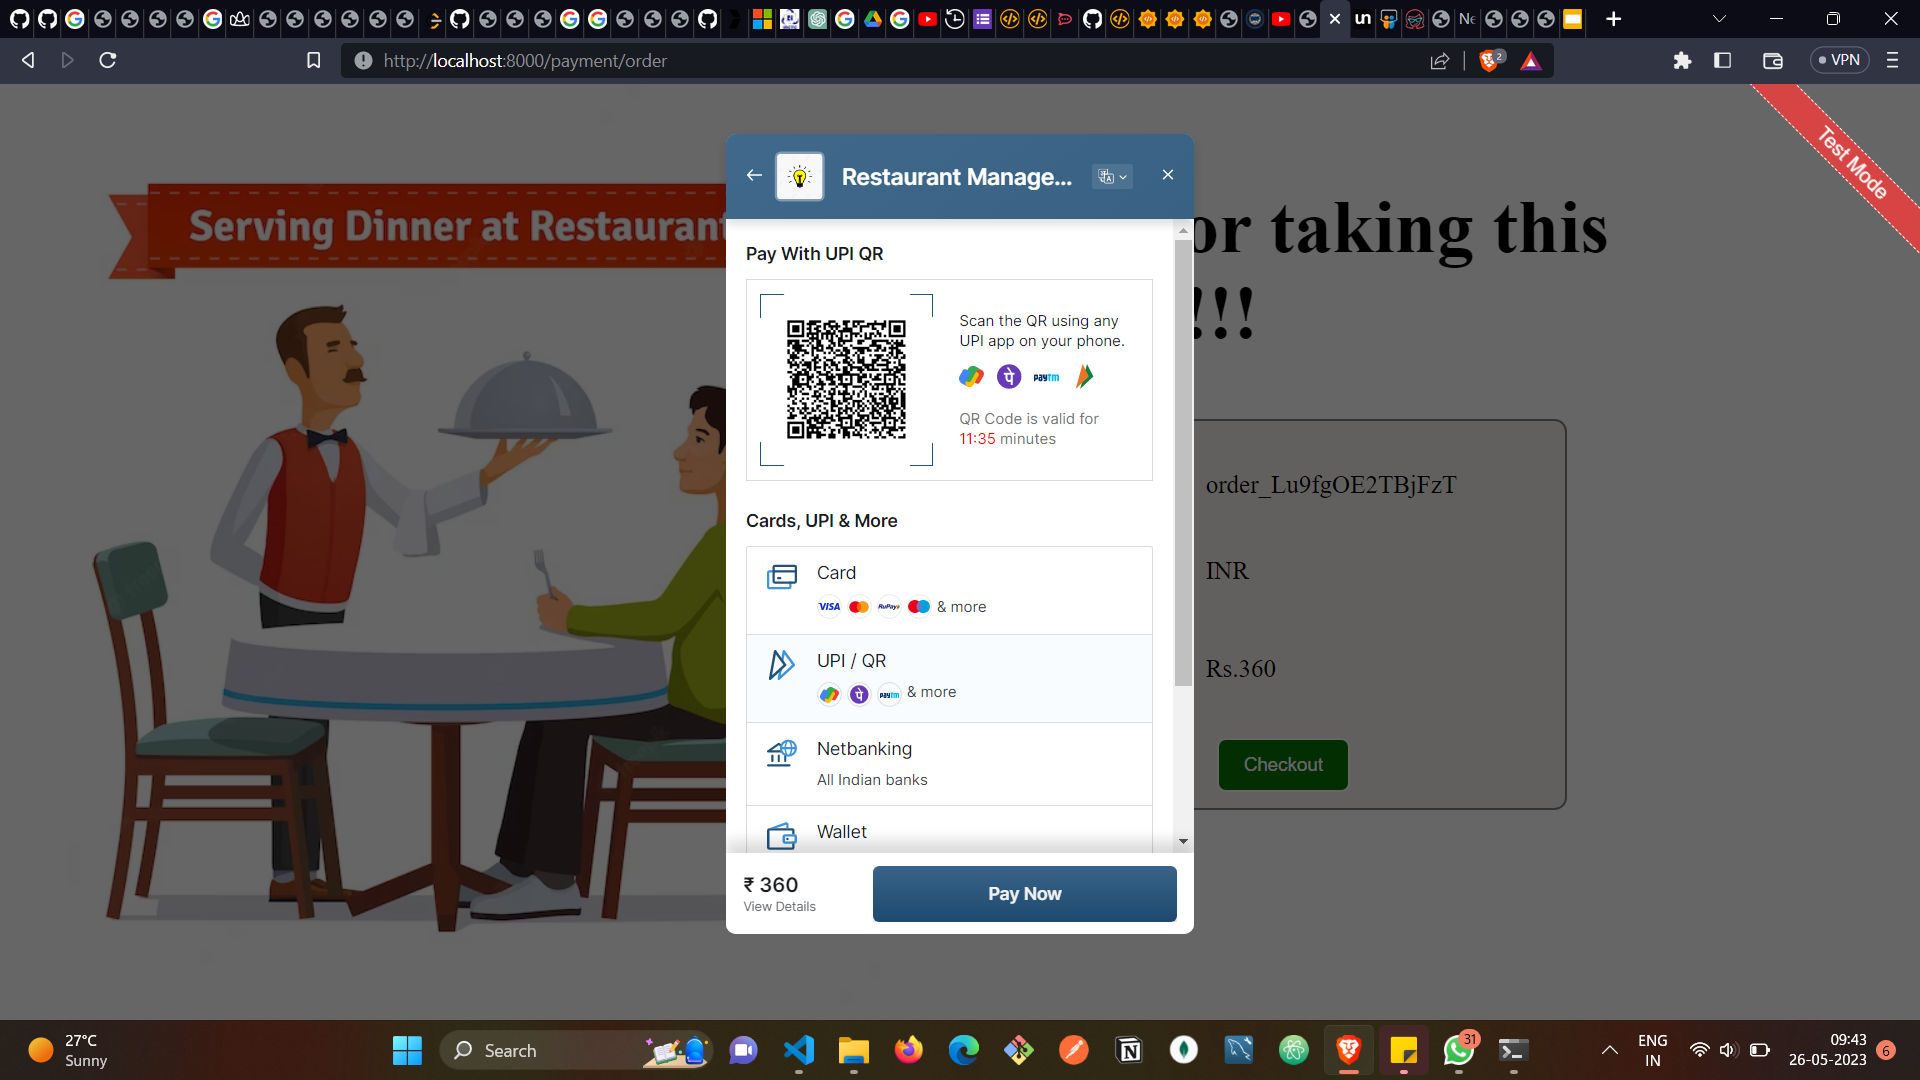 http://localhost:8000/payment/order
2
VPN
Test Mode
Serving Dinner at Restaurant
or taking this
!!!
Restaurant Manage...
Pay With UPI QR
Scan the QR using any
UPI app on your phone.
paytm
QR Code is valid for
11:35 minutes
Cards, UPI & More
Card
VISA
RuPay
& more
UPI / QR
paytm
& more
Netbanking
All Indian banks
Wallet
₹ 360
View Details
Pay Now
order_Lu9fgOE2TBjFzT
INR
Rs.360
Checkout
27°C
Sunny
Search
31
ENG
IN
09:43
26-05-2023
6